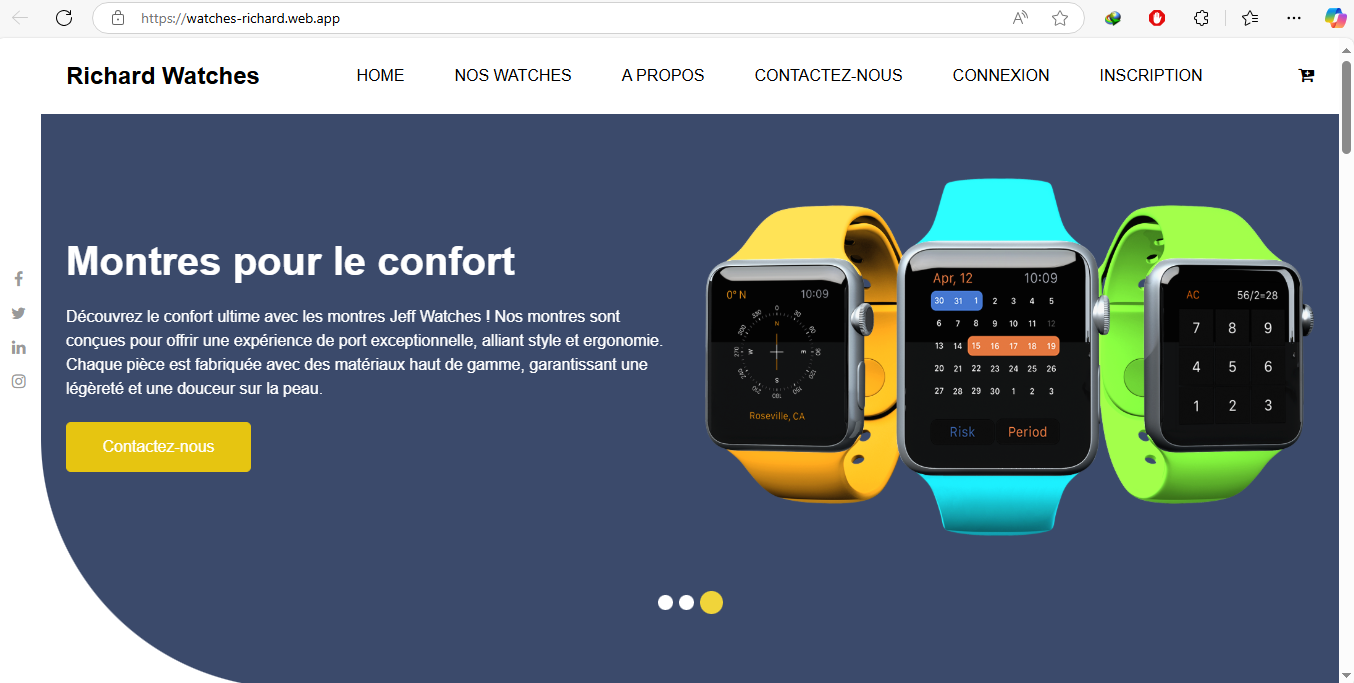 https://watches-richard.web.app
Richard Watches
HOME
NOS WATCHES
A PROPOS
CONTACTEZ-NOUS
CONNEXION
INSCRIPTION
Montres pour le confort
Découvrez le confort ultime avec les montres Jeff Watches ! Nos montres sont
conçues pour offrir une expérience de port exceptionnelle, alliant style et ergonomie.
Chaque pièce est fabriquée avec des matériaux haut de gamme, garantissant une
légèreté et une douceur sur la peau.
Contactez-nous
0° N
10:09
N
W
S
Roseville, CA
Apr, 12
10:09
30 31 1 2 3 4 5
6 7 8 9 10 11 12
13 14 15 16 17 18 19
20 21 22 23 24 25 26
27 28 29 30 1 2 3
Risk
Period
AC
56/2=28
7 8 9
4 5 6
1 2 3